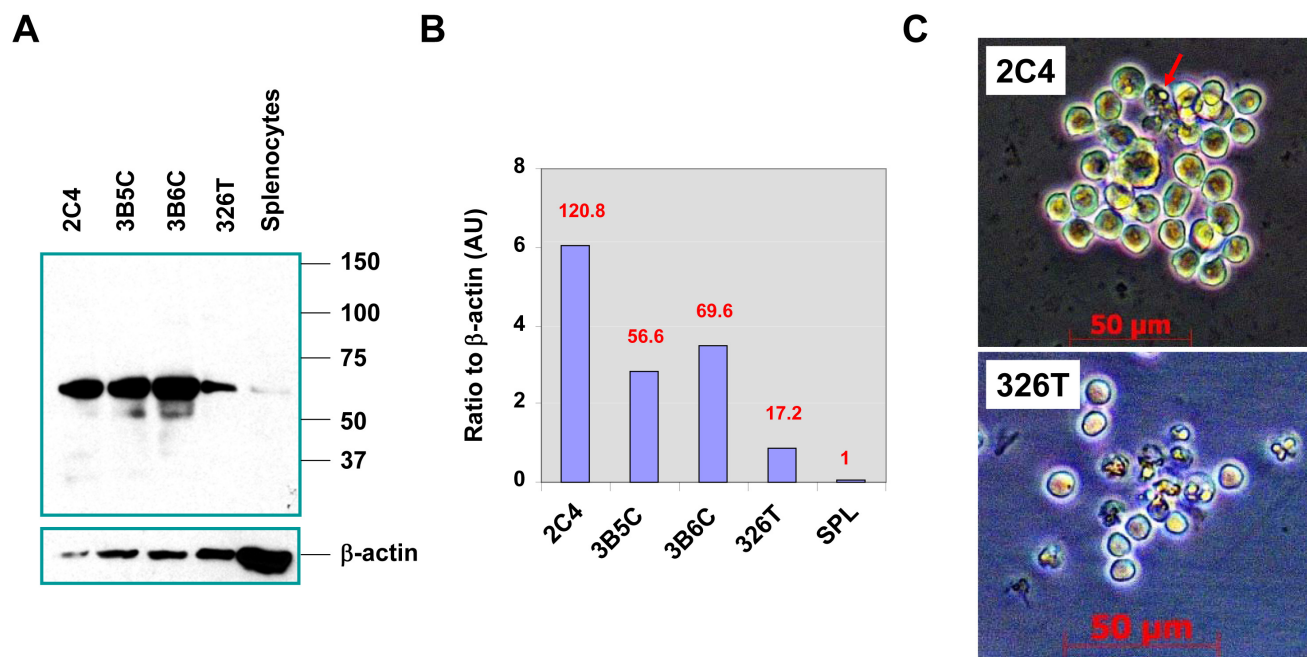 A
2C4
3B5C
3B6C
326T
Splenocytes
150
100
75
50
37
β-actin
B
Ratio to β-actin (AU)
8
6
4
2
0
120.8
56.6
69.6
17.2
1
2C4
3B5C
3B6C
326T
SPL
C
2C4
50 µm
326T
50 µm